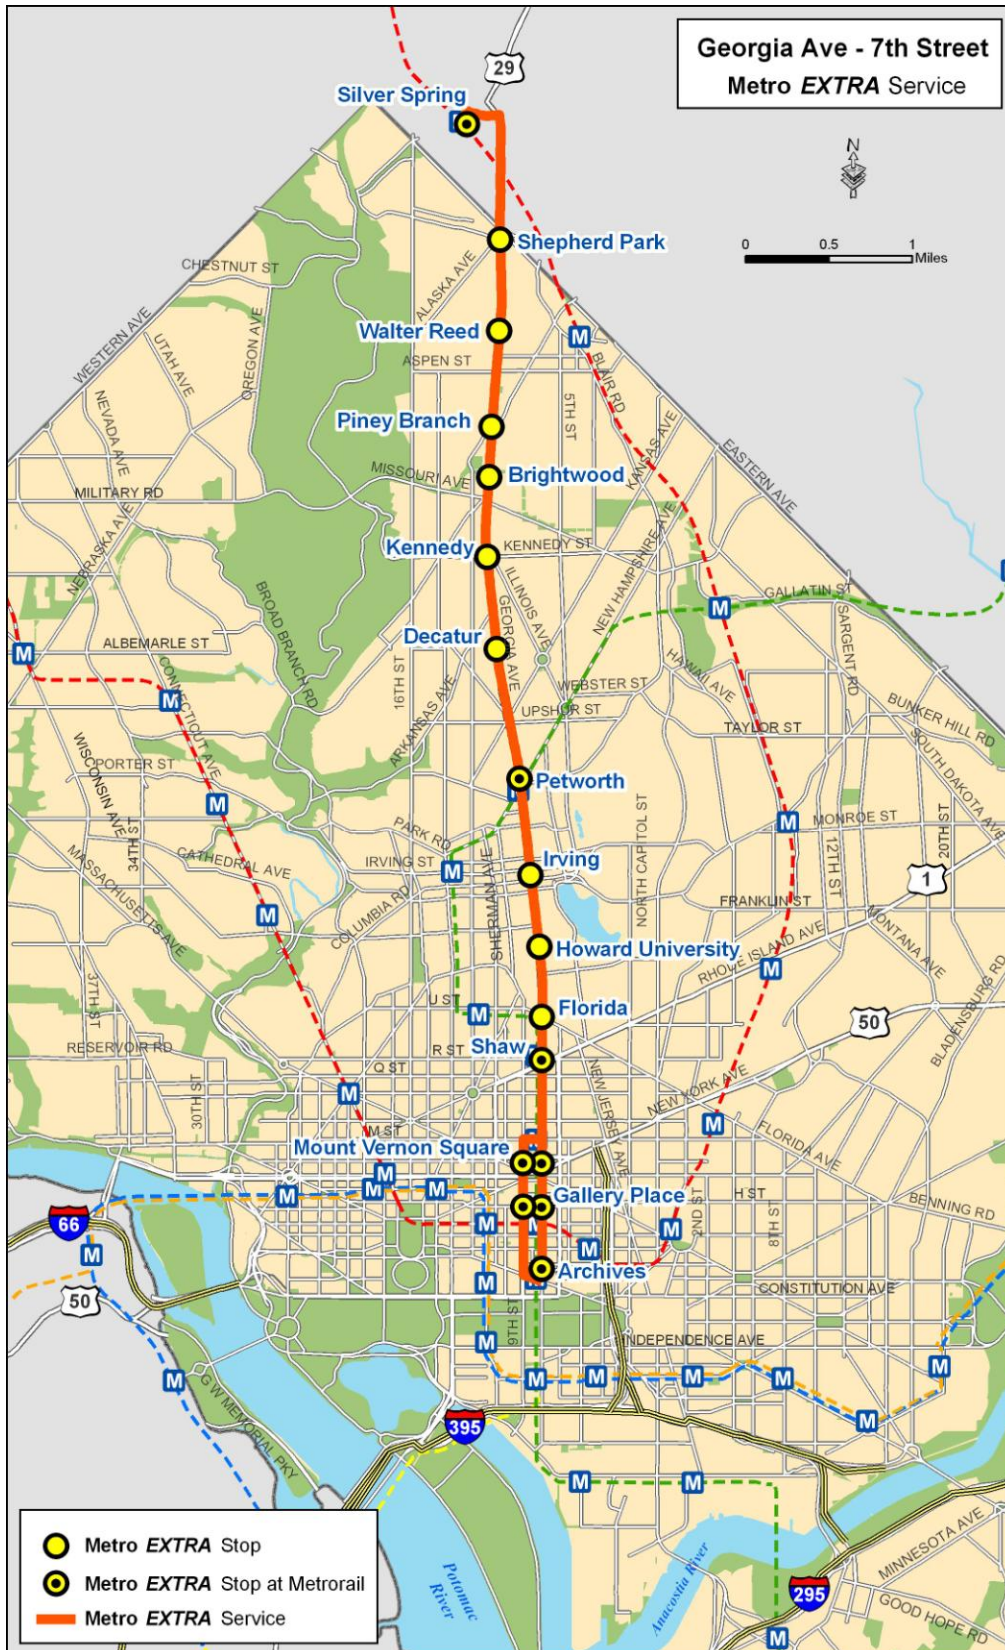 Georgia Ave - 7th Street
Metro EXTRA Service
29
Silver Spring
N
0 0.5 1
Miles
Shepherd Park
CHESTNUT ST
ALASKA AVE
WESTERN AVE
UTAH AVE
OREGON AVE
Walter Reed
M
ASPEN ST
BLAIR RD
5TH ST
NEVADA AVE
Piney Branch
KANSAS AVE
EASTERN AVE
MISSOURI AVE
Brightwood
MILITARY RD
NEBRASKA AVE
NEW HAMPSHIRE AVE
Kennedy
KENNEDY ST
ILLINOIS AVE
GEORGIA AVE
BROAD BRANCH RD
GALLATIN ST
M
SARGENT RD
Decatur
ALBEMARLE ST
M
CONNECTICUT AVE
16TH ST
ARKANSAS AVE
HAWAII AVE
WEBSTER ST
UPSHUR ST
M
TAYLOR ST
BUNKER HILL RD
SOUTH DAKOTA AVE
WISCONSIN AVE
PORTER ST
Petworth
M
M
34TH ST
PARK RD
NORTH CAPITOL ST
M
MONROE ST
12TH ST
20TH ST
MASSACHUSETTS AVE
CATHEDRAL AVE
IRVING ST
M
Irving
SHERMAN AVE
COLUMBIA RD
1
FRANKLIN ST
M
MONTANA AVE
Howard University
RHODE ISLAND AVE
M
37TH ST
BLADENSBURG RD
U ST
M
Florida
50
RESERVOIR RD
R ST
Shaw
Q ST
NEW JERSEY AVE
NEW YORK AVE
30TH ST
M
M
M ST
FLORIDA AVE
Mount Vernon Square
M
M
M
M
Gallery Place
2ND ST
H ST
8TH ST
BENNING RD
66
M
M
M
M
M
Archives
M
50
CONSTITUTION AVE
9TH ST
INDEPENDENCE AVE
M
M
M
M
M
M
M
M
G W MEMORIAL PKY
395
M
M
Metro EXTRA Stop
Metro EXTRA Stop at Metrorail
Metro EXTRA Service
Potomac
River
Anacostia River
295
MINNESOTA AVE
GOOD HOPE RD
M